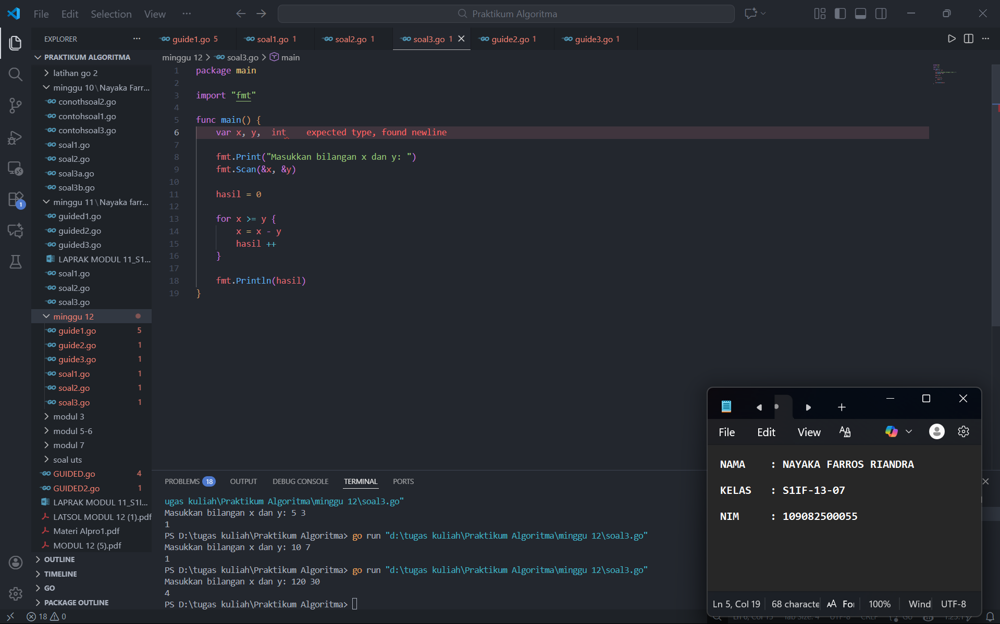 File Edit Selection View ··· Praktikum Algoritma
EXPLORER ···
PRAKTIKUM ALGORITMA
latihan go 2
minggu 10\Nayaka Farr...
conothsoal2.go
contohsoal1.go
contohsoal3.go
soal1.go
soal2.go
soal3a.go
soal3b.go
minggu 11\Nayaka farr...
guided1.go
guided2.go
guided3.go
LAPRAK MODUL 11_S1...
soal1.go
soal2.go
soal3.go
minggu 12
guide1.go 5
guide2.go 1
guide3.go 1
soal1.go 1
soal2.go 1
soal3.go 1
modul 3
modul 5-6
modul 7
soal uts
GUIDED.go 4
GUIDED2.go 1
LAPRAK MODUL 11_S1I...
LATSOL MODUL 12 (1).pdf
Materi Alpro1.pdf
MODUL 12 (5).pdf
OUTLINE
TIMELINE
GO
PACKAGE OUTLINE
1
guide1.go 5 soal1.go 1 soal2.go 1 soal3.go 1 guide2.go 1 guide3.go 1
minggu 12 > soal3.go > main
1 package main
2
3 import "fmt"
4
5 func main() {
6 var x, y,  int expected type, found newline
7
8 fmt.Print("Masukkan bilangan x dan y: ")
9 fmt.Scan(&x, &y)
10
11 hasil = 0
12
13 for x >= y {
14 x = x - y
15 hasil ++
16 }
17
18 fmt.Println(hasil)
19 }
PROBLEMS 18 OUTPUT DEBUG CONSOLE TERMINAL PORTS
ugas kuliah\Praktikum Algoritma\minggu 12\soal3.go"
Masukkan bilangan x dan y: 5 3
1
PS D:\tugas kuliah\Praktikum Algoritma> go run "d:\tugas kuliah\Praktikum Algoritma\minggu 12\soal3.go"
Masukkan bilangan x dan y: 10 7
1
PS D:\tugas kuliah\Praktikum Algoritma> go run "d:\tugas kuliah\Praktikum Algoritma\minggu 12\soal3.go"
Masukkan bilangan x dan y: 120 30
4
PS D:\tugas kuliah\Praktikum Algoritma>
File Edit View
NAMA : NAYAKA FARROS RIANDRA
KELAS : S1IF-13-07
NIM : 109082500055
Ln 5, Col 19 68 characte For 100% Wind UTF-8
18 0